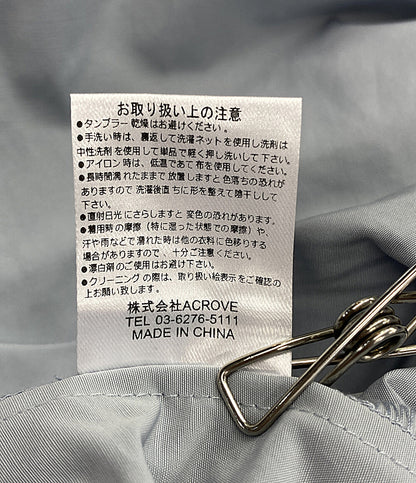 お取り扱い上の注意
●タンブラー乾燥はお避けください。
●手洗い時は、裏返して洗濯ネットを使用し洗剤は
中性洗剤を使用して単品で軽く押し洗いして下さい。
●アイロン時は、低温であて布を使用してください。
●長時間濡れたままで放置しますと色落ちの恐れが
ありますので洗濯後直ちに形を整えて陰干しして
下さい。
●直射日光にさらしますと変色の恐れがあります。
●着用時の摩擦（特に湿った状態での摩擦）や、
汗や雨などで濡れた時は他の衣料に色移りする
場合がありますので、十分ご注意ください。
●漂白剤のご使用はお避け下さい。
●クリーニングの際は、取り扱い絵表示をご確認の
上お願い致します。
株式会社ACROVE
TEL 03-6276-5111
MADE IN CHINA